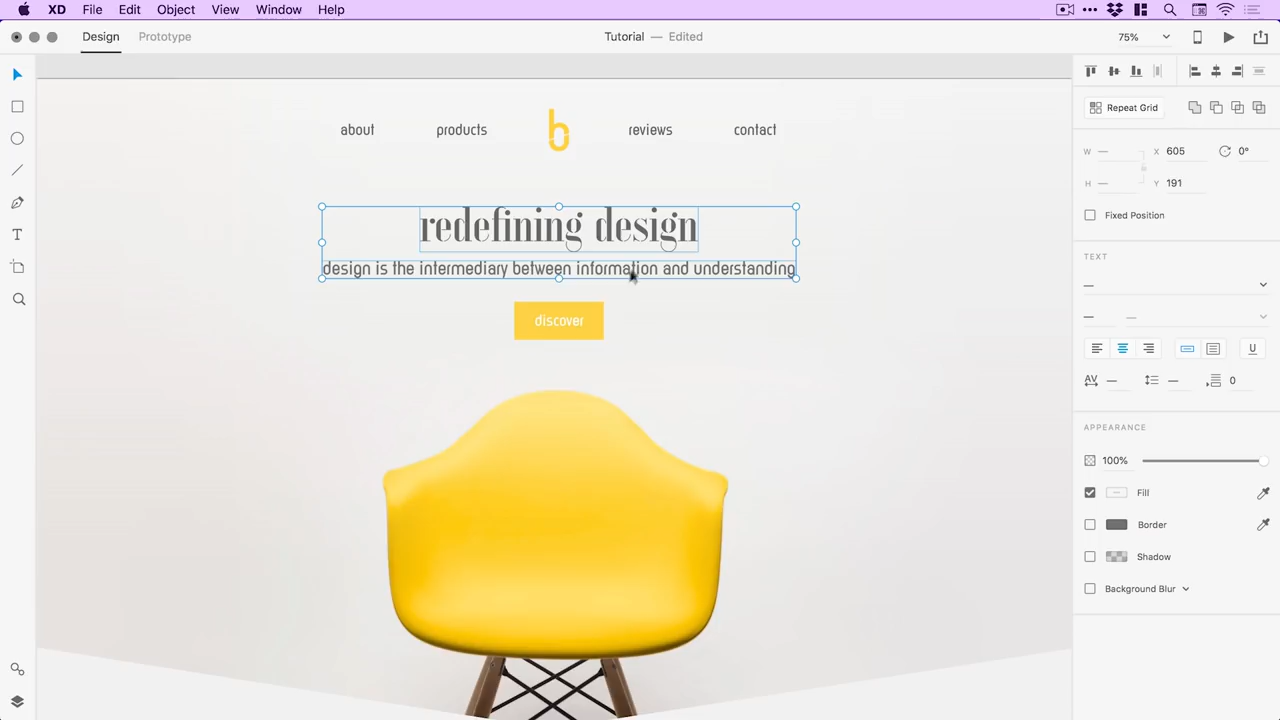 XD File Edit Object View Window Help
Design Prototype Tutorial — Edited 75%
Repeat Grid
W — X 605 0°
H — Y 191
Fixed Position
TEXT
—
— —
U
AV — — 0
APPEARANCE
100%
Fill
Border
Shadow
Background Blur
about products b reviews contact
redefining design
design is the intermediary between information and understanding
discover
T